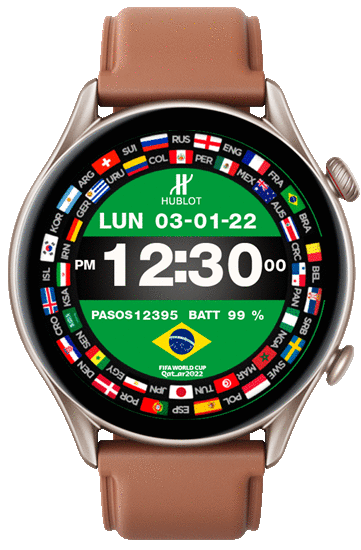 RUS
ENG
FRA
BRA
BEL
SRB
SWE
POL
ESP
POR
DEN
CRO
ISL
KOR
ARG
SUI
COL
PER
MEX
AUS
CRC
PAN
NGA
MAR
TUN
JPN
EGY
SEN
KSA
IRN
GER
URU
HUBLOT
LUN 03-01-22
PM 12:30 00
PASOS12395 BATT 99 %
FIFA WORLD CUP
Qatar2022